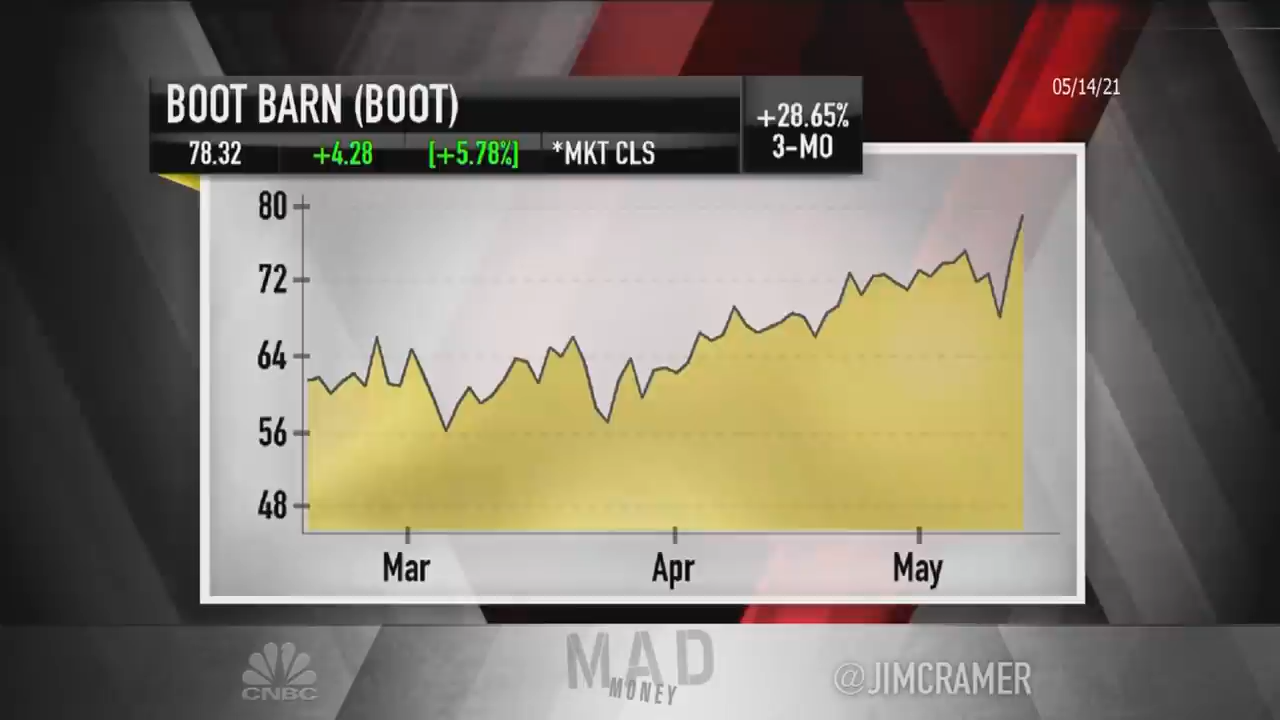 BOOT BARN (BOOT)
78.32 +4.28 [+5.78%] *MKT CLS
+28.65%
3-MO
05/14/21
80
72
64
56
48
Mar Apr May
CNBC
MAD
MONEY
@JIMCRAMER